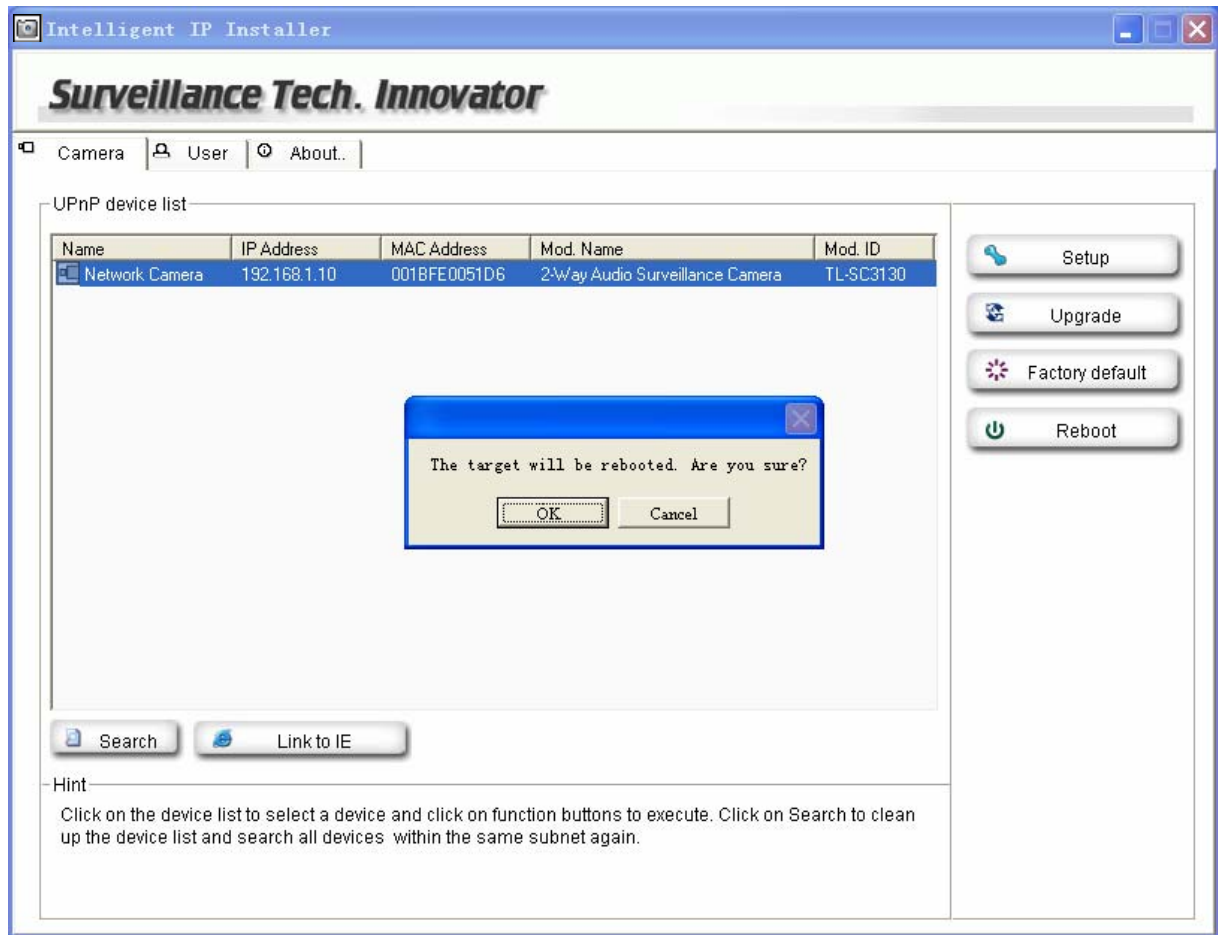 Intelligent IP Installer
Surveillance Tech. Innovator
Camera User About..
UPnP device list
Name IP Address MAC Address Mod. Name Mod. ID
Network Camera 192.168.1.10 001BFE0051D6 2-Way Audio Surveillance Camera TL-SC3130
Setup
Upgrade
Factory default
Reboot
The target will be rebooted. Are you sure?
OK Cancel
Search Link to IE
Hint
Click on the device list to select a device and click on function buttons to execute. Click on Search to clean
up the device list and search all devices within the same subnet again.